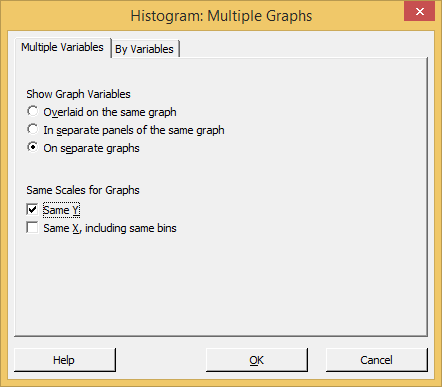 Histogram: Multiple Graphs
Multiple Variables By Variables
Show Graph Variables
Overlaid on the same graph
In separate panels of the same graph
On separate graphs
Same Scales for Graphs
Same Y
Same X, including same bins
Help OK Cancel